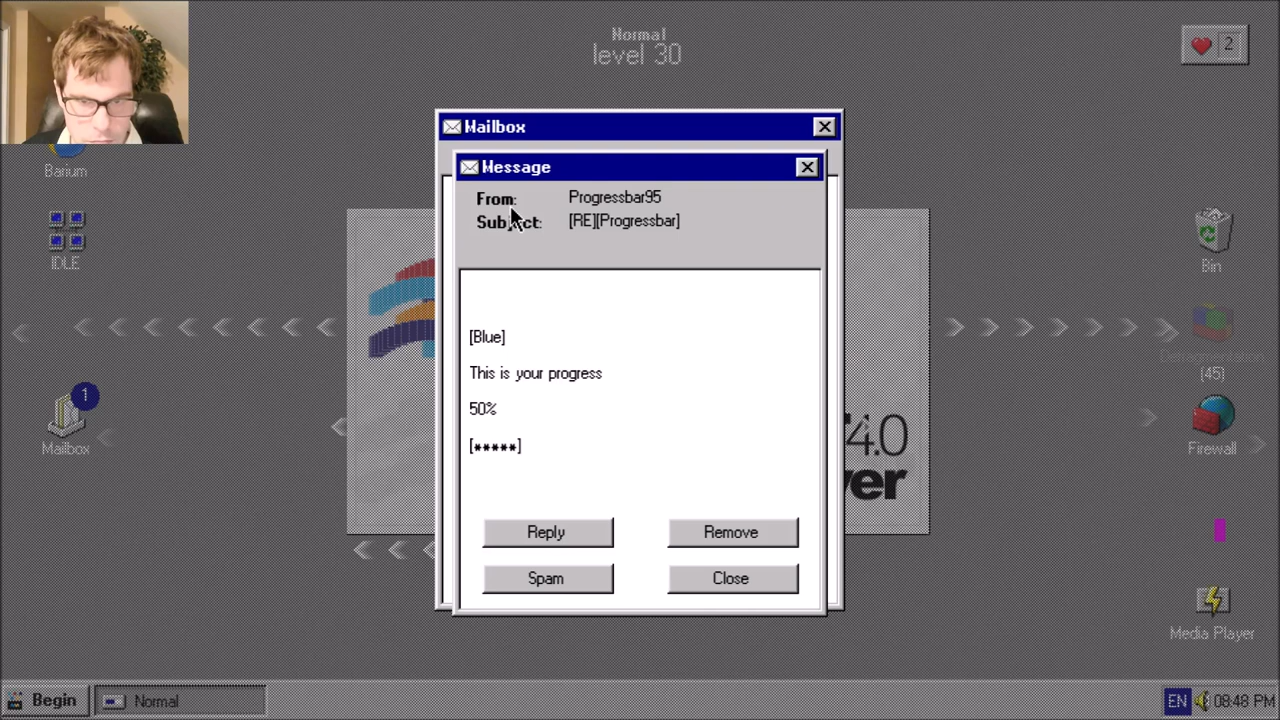 Normal
level 30
2
Barium
IDLE
1
Mailbox
Mailbox
Message
From: Progressbar95
Subject: [RE][Progressbar]
[Blue]
This is your progress
50%
[*****]
Reply
Remove
Spam
Close
4.0
ver
Bin
Defragmentation
(45)
Firewall
Media Player
Begin
Normal
EN
08:48 PM